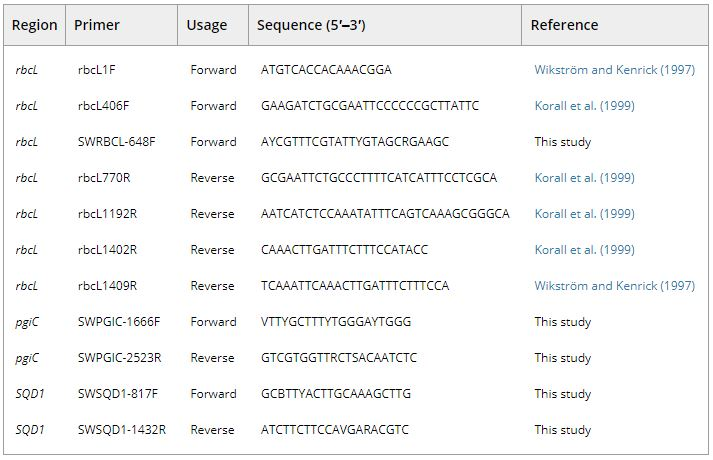 Region Primer Usage Sequence (5′–3′) Reference
rbcL rbcL1F Forward ATGTCACCACAAACGGA Wikström and Kenrick (1997)
rbcL rbcL406F Forward GAAGATCTGCGAATTCCCCCCGCTTATTC Korall et al. (1999)
rbcL SWRBCL-648F Forward AYCGTTTCGTATTYGTAGCRGAAGC This study
rbcL rbcL770R Reverse GCGAATTCTGCCCTTTTCATCATTTCCTCGCA Korall et al. (1999)
rbcL rbcL1192R Reverse AATCATCTCCAAATATTTCAGTCAAAGCGGGCA Korall et al. (1999)
rbcL rbcL1402R Reverse CAAACTTGATTTCTTTCCATACC Korall et al. (1999)
rbcL rbcL1409R Reverse TCAAATTCAAACTTGATTTCTTTCCA Wikström and Kenrick (1997)
pgiC SWPGIC-1666F Forward VTTYGCTTTYTGGGAYTGGG This study
pgiC SWPGIC-2523R Reverse GTCGTGGTTRCTSACAATCTC This study
SQD1 SWSQD1-817F Forward GCBTTYACTTGCAAAGCTTG This study
SQD1 SWSQD1-1432R Reverse ATCTTCTTCCAVGARACGTC This study